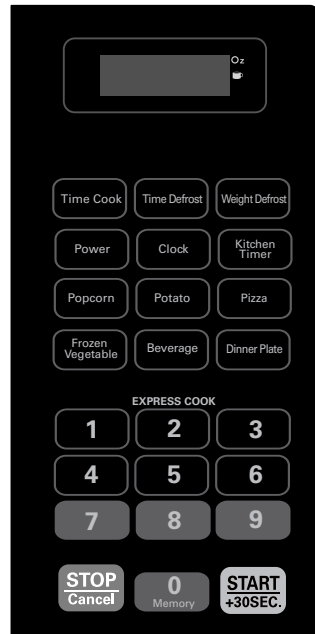 Oz
Time Cook Time Defrost Weight Defrost
Power Clock Kitchen
Timer
Popcorn Potato Pizza
Frozen
Vegetable Beverage Dinner Plate
EXPRESS COOK
1 2 3
4 5 6
7 8 9
STOP
Cancel
0
Memory
START
+30SEC.